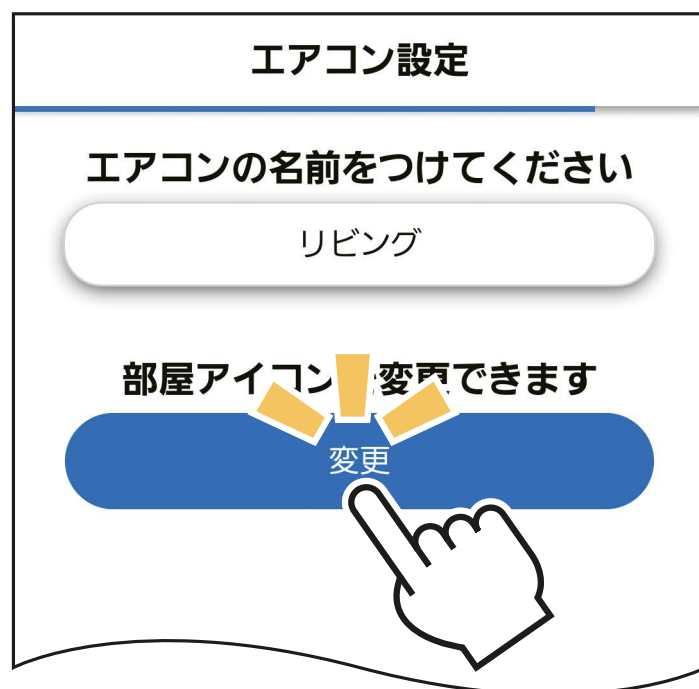 エアコン設定
エアコンの名前をつけてください
リビング
部屋アイコンを変更できます
変更